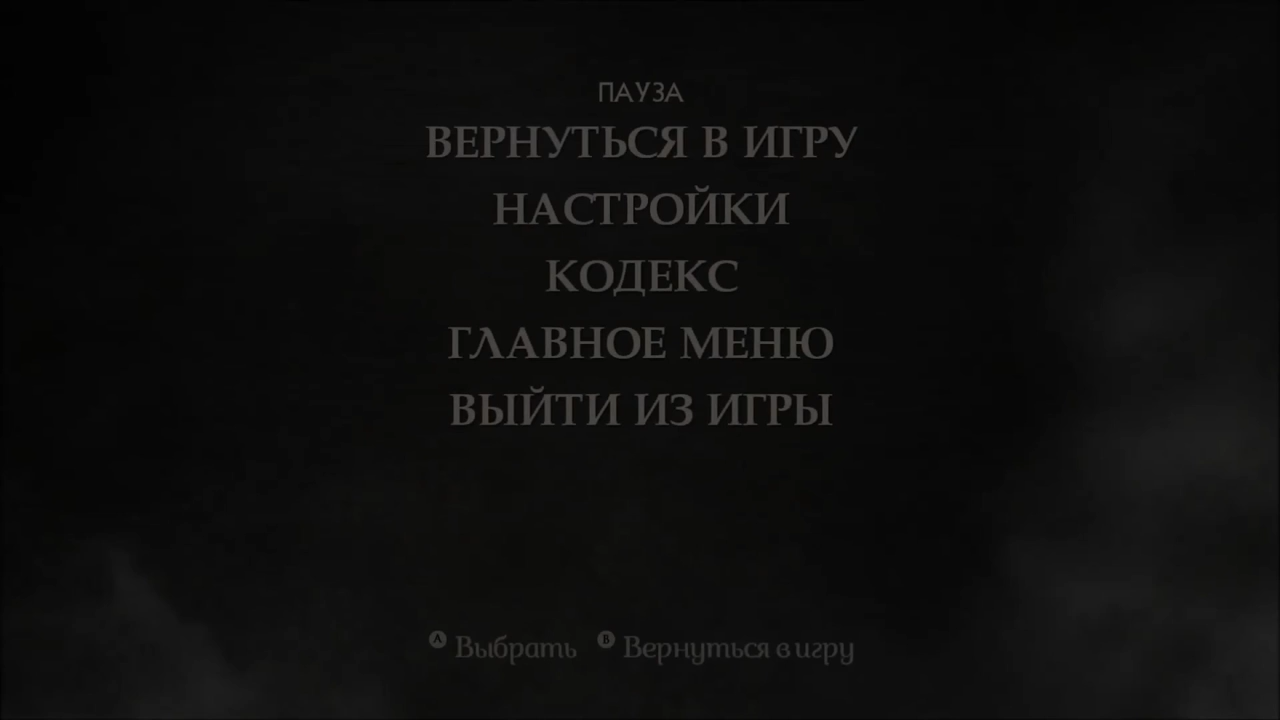 ПАУЗА
ВЕРНУТЬСЯ В ИГРУ
НАСТРОЙКИ
КОДЕКС
ГЛАВНОЕ МЕНЮ
ВЫЙТИ ИЗ ИГРЫ
A Выбрать B Вернуться в игру